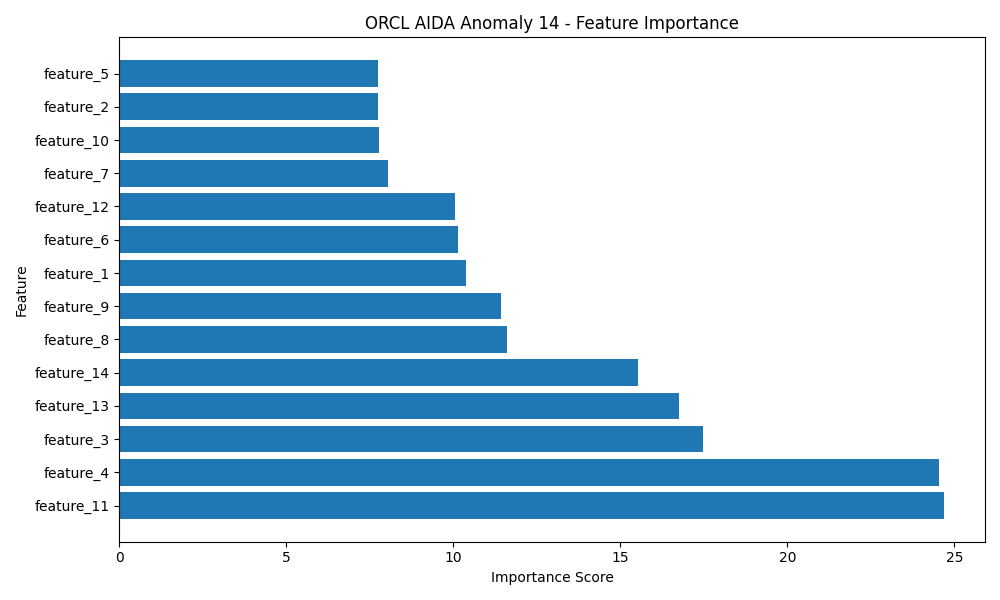 ORCL AIDA Anomaly 14 - Feature Importance
Feature
feature_5
feature_2
feature_10
feature_7
feature_12
feature_6
feature_1
feature_9
feature_8
feature_14
feature_13
feature_3
feature_4
feature_11
0 5 10 15 20 25
Importance Score